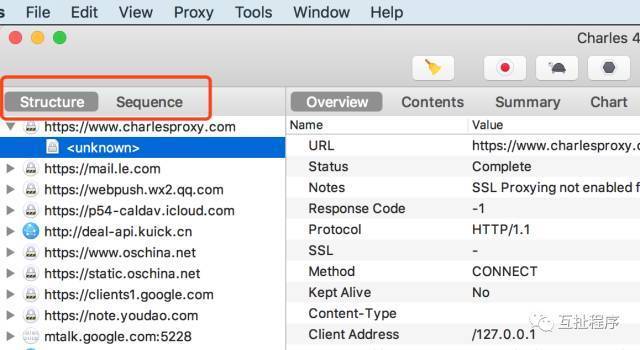 s File Edit View Proxy Tools Window Help
Charles 4
Structure Sequence
Overview Contents Summary Chart
https://www.charlesproxy.com
<unknown>
https://mail.le.com
https://webpush.wx2.qq.com
https://p54-caldav.icloud.com
http://deal-api.kuick.cn
https://www.oschina.net
https://static.oschina.net
https://clients1.google.com
https://note.youdao.com
mtalk.google.com:5228
Name Value
URL https://www.charlesproxy.c
Status Complete
Notes SSL Proxying not enabled f
Response Code -1
Protocol HTTP/1.1
SSL -
Method CONNECT
Kept Alive No
Content-Type
Client Address /127.0.0.1
互扯程序